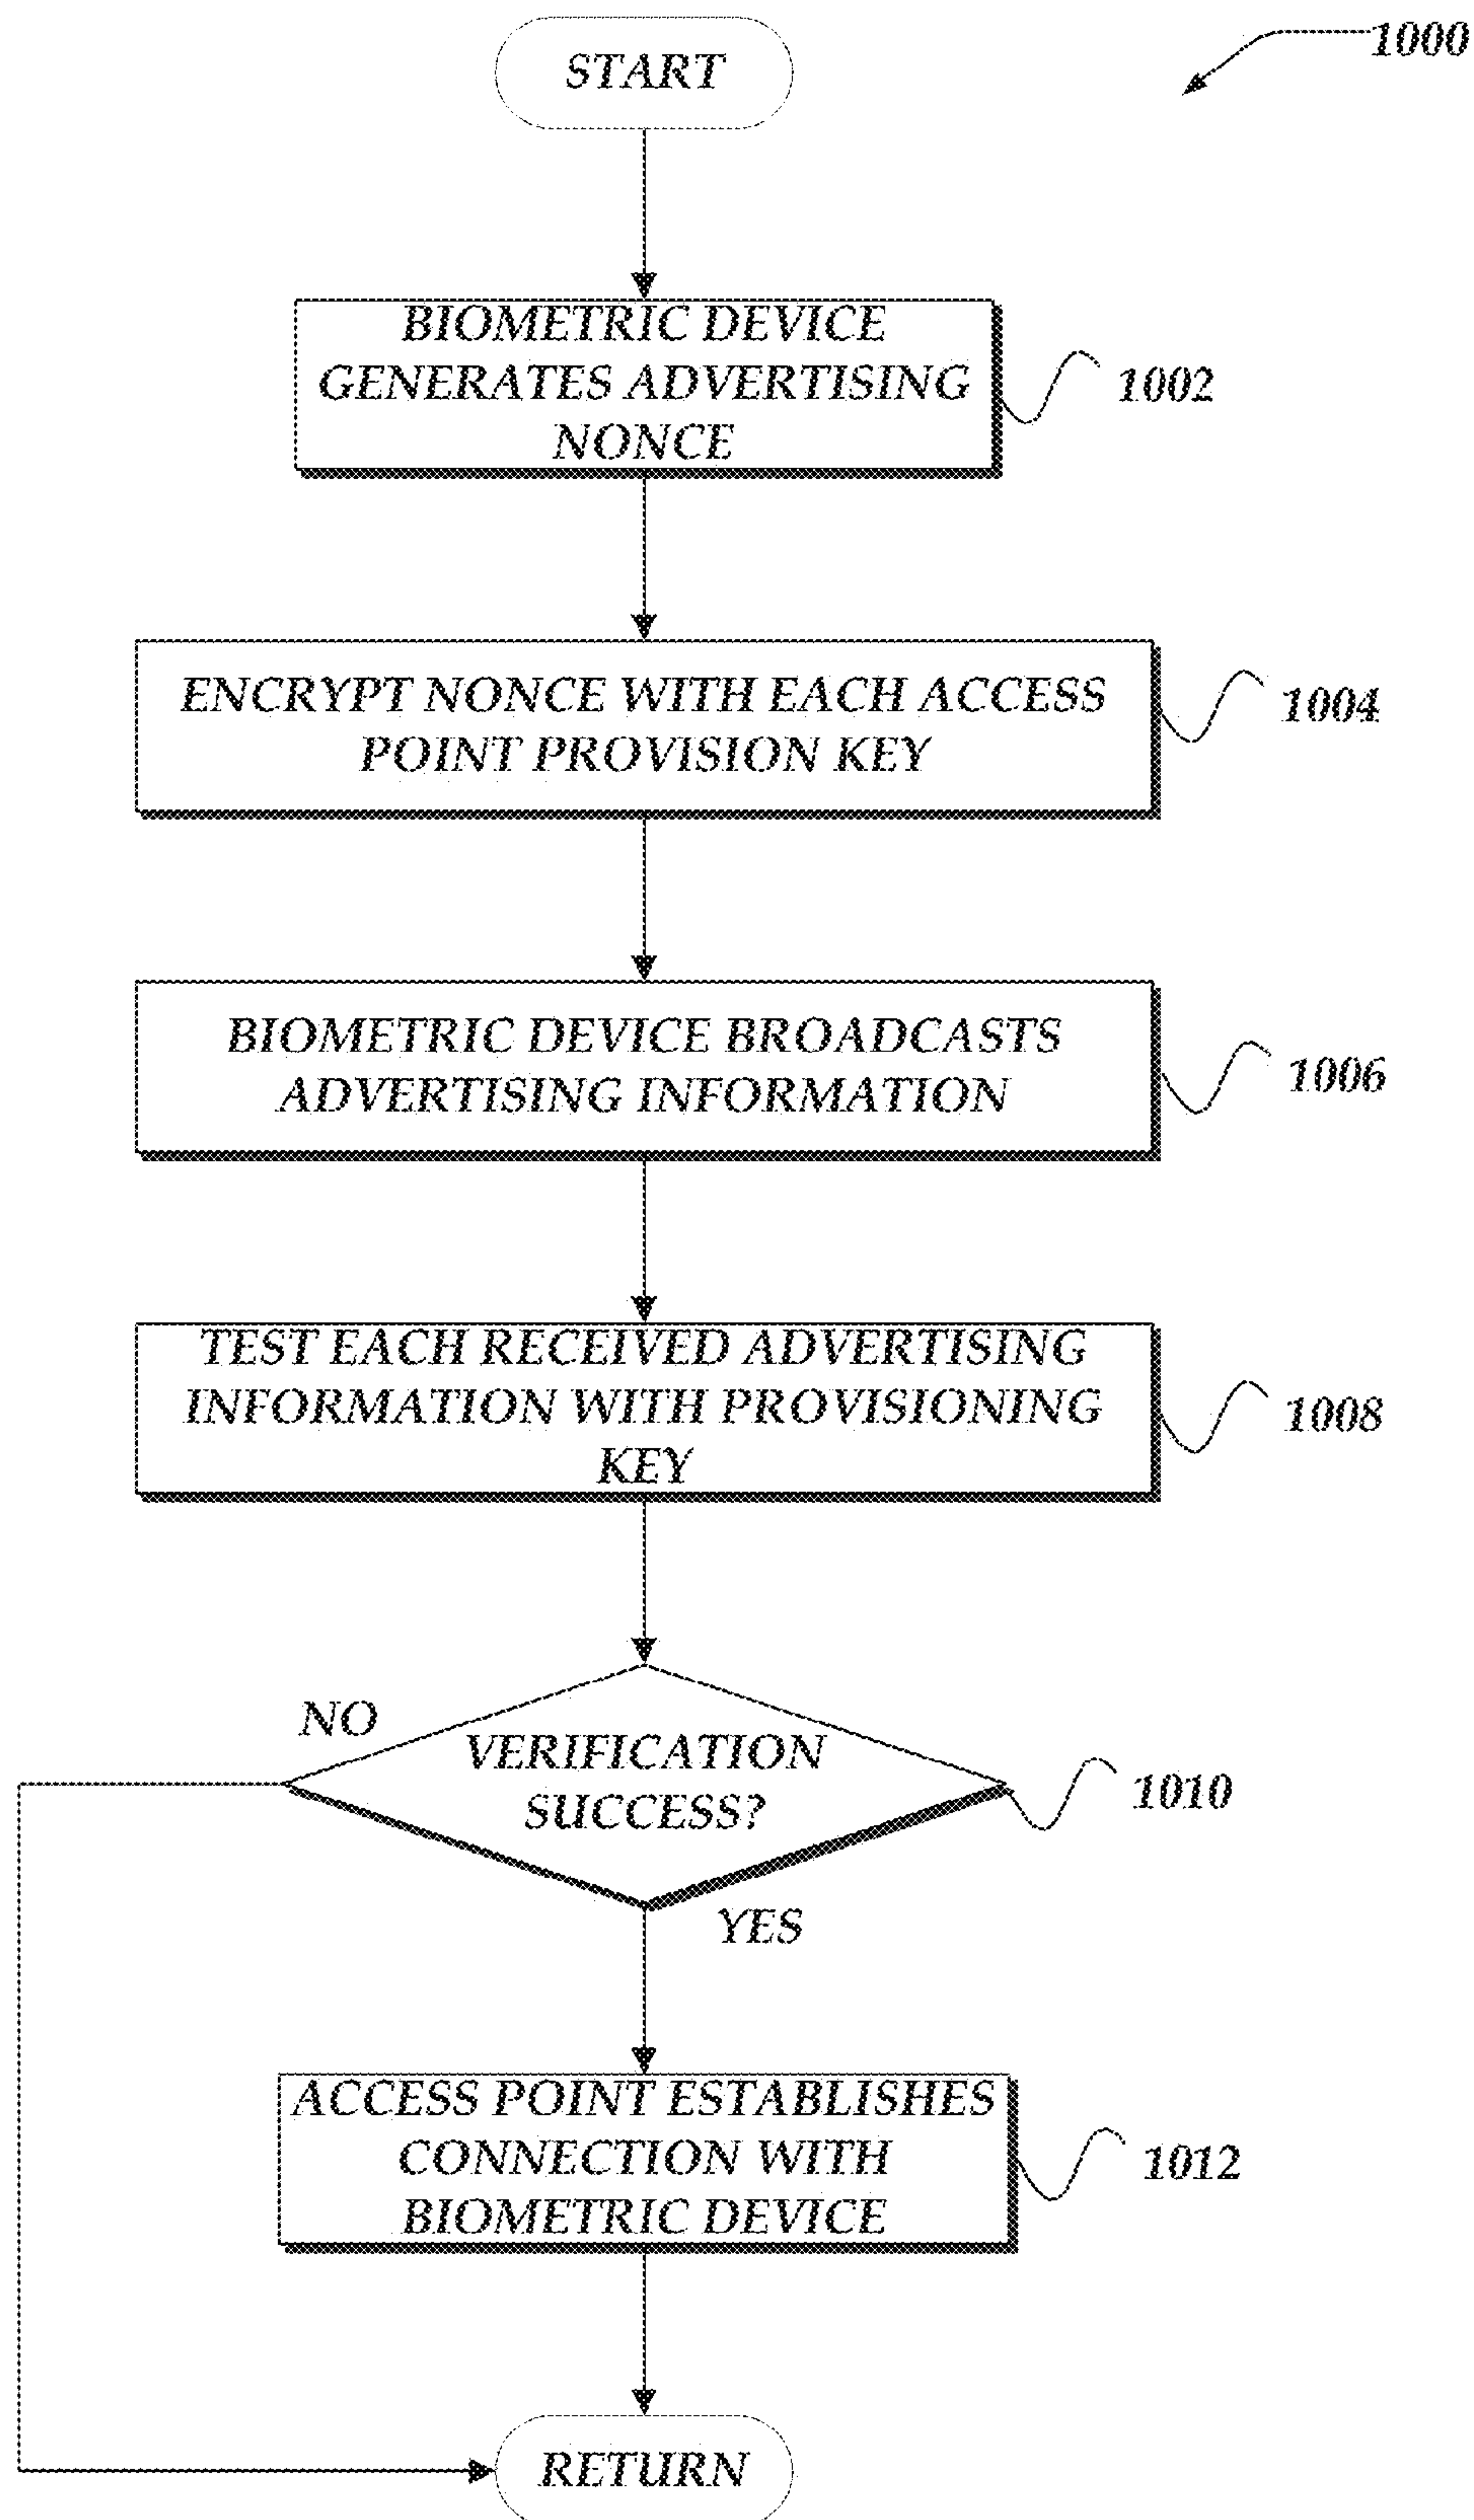 START
1000
BIOMETRIC DEVICE
GENERATES ADVERTISING
NONCE
1002
ENCRYPT NONCE WITH EACH ACCESS
POINT PROVISION KEY
1004
BIOMETRIC DEVICE BROADCASTS
ADVERTISING INFORMATION
1006
TEST EACH RECEIVED ADVERTISING
INFORMATION WITH PROVISIONING
KEY
1008
NO
VERIFICATION
SUCCESS?
1010
YES
ACCESS POINT ESTABLISHES
CONNECTION WITH
BIOMETRIC DEVICE
1012
RETURN